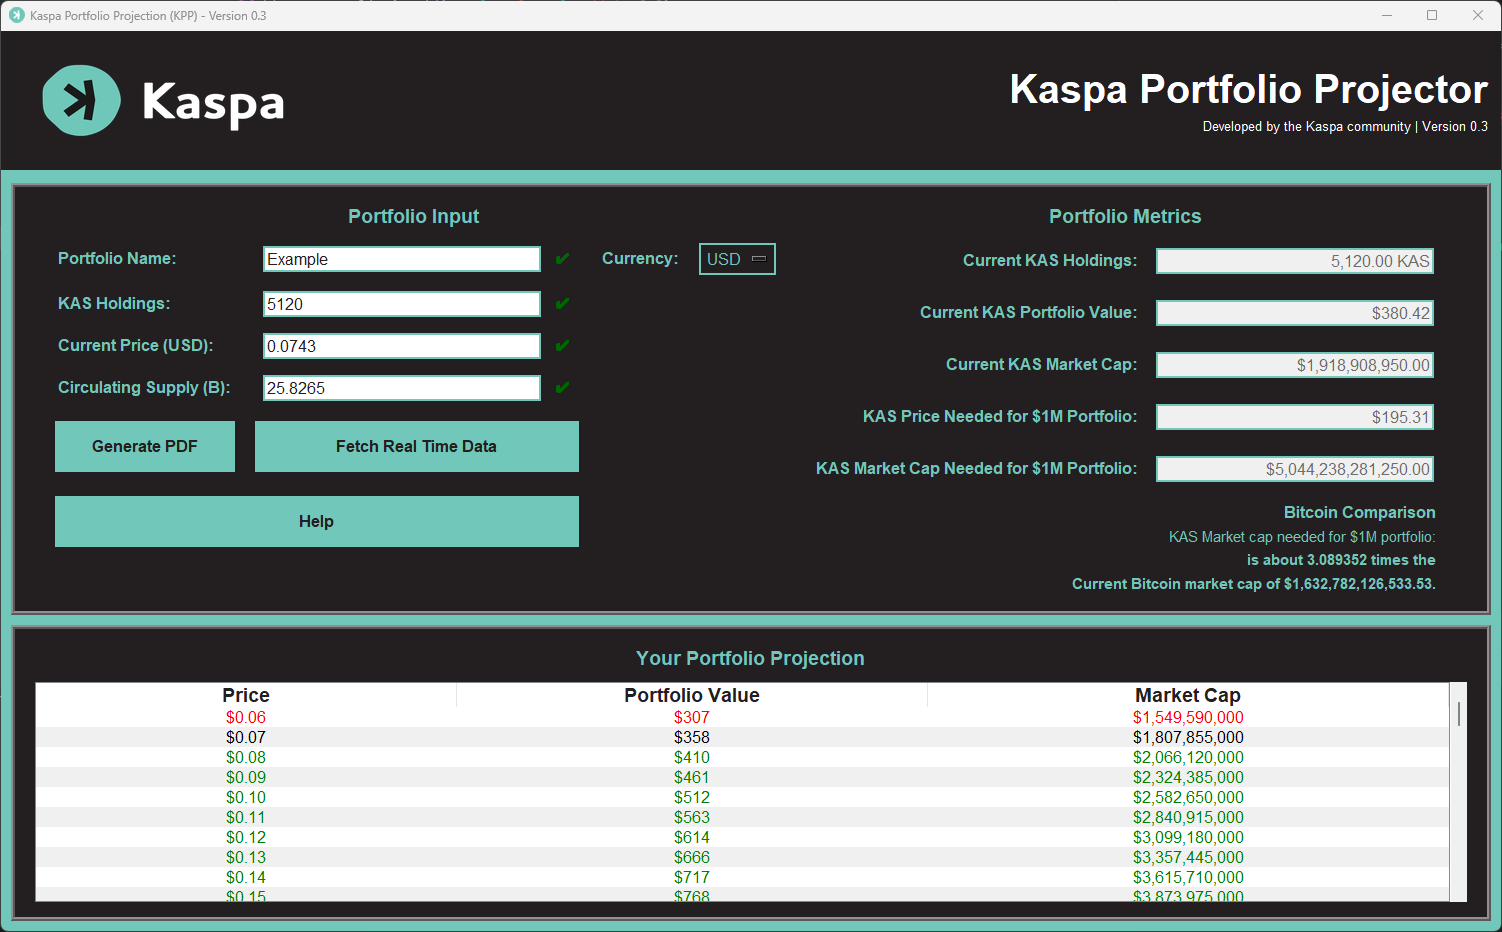 Kaspa Portfolio Projection (KPP) - Version 0.3
Kaspa
Kaspa Portfolio Projector
Developed by the Kaspa community | Version 0.3
Portfolio Input
Portfolio Name: Example ✔ Currency: USD
KAS Holdings: 5120 ✔
Current Price (USD): 0.0743 ✔
Circulating Supply (B): 25.8265 ✔
Generate PDF Fetch Real Time Data
Help
Portfolio Metrics
Current KAS Holdings: 5,120.00 KAS
Current KAS Portfolio Value: $380.42
Current KAS Market Cap: $1,918,908,950.00
KAS Price Needed for $1M Portfolio: $195.31
KAS Market Cap Needed for $1M Portfolio: $5,044,238,281,250.00
Bitcoin Comparison
KAS Market cap needed for $1M portfolio:
is about 3.089352 times the
Current Bitcoin market cap of $1,632,782,126,533.53.
Your Portfolio Projection
Price Portfolio Value Market Cap
$0.06 $307 $1,549,590,000
$0.07 $358 $1,807,855,000
$0.08 $410 $2,066,120,000
$0.09 $461 $2,324,385,000
$0.10 $512 $2,582,650,000
$0.11 $563 $2,840,915,000
$0.12 $614 $3,099,180,000
$0.13 $666 $3,357,445,000
$0.14 $717 $3,615,710,000
$0.15 $768 $3,873,975,000